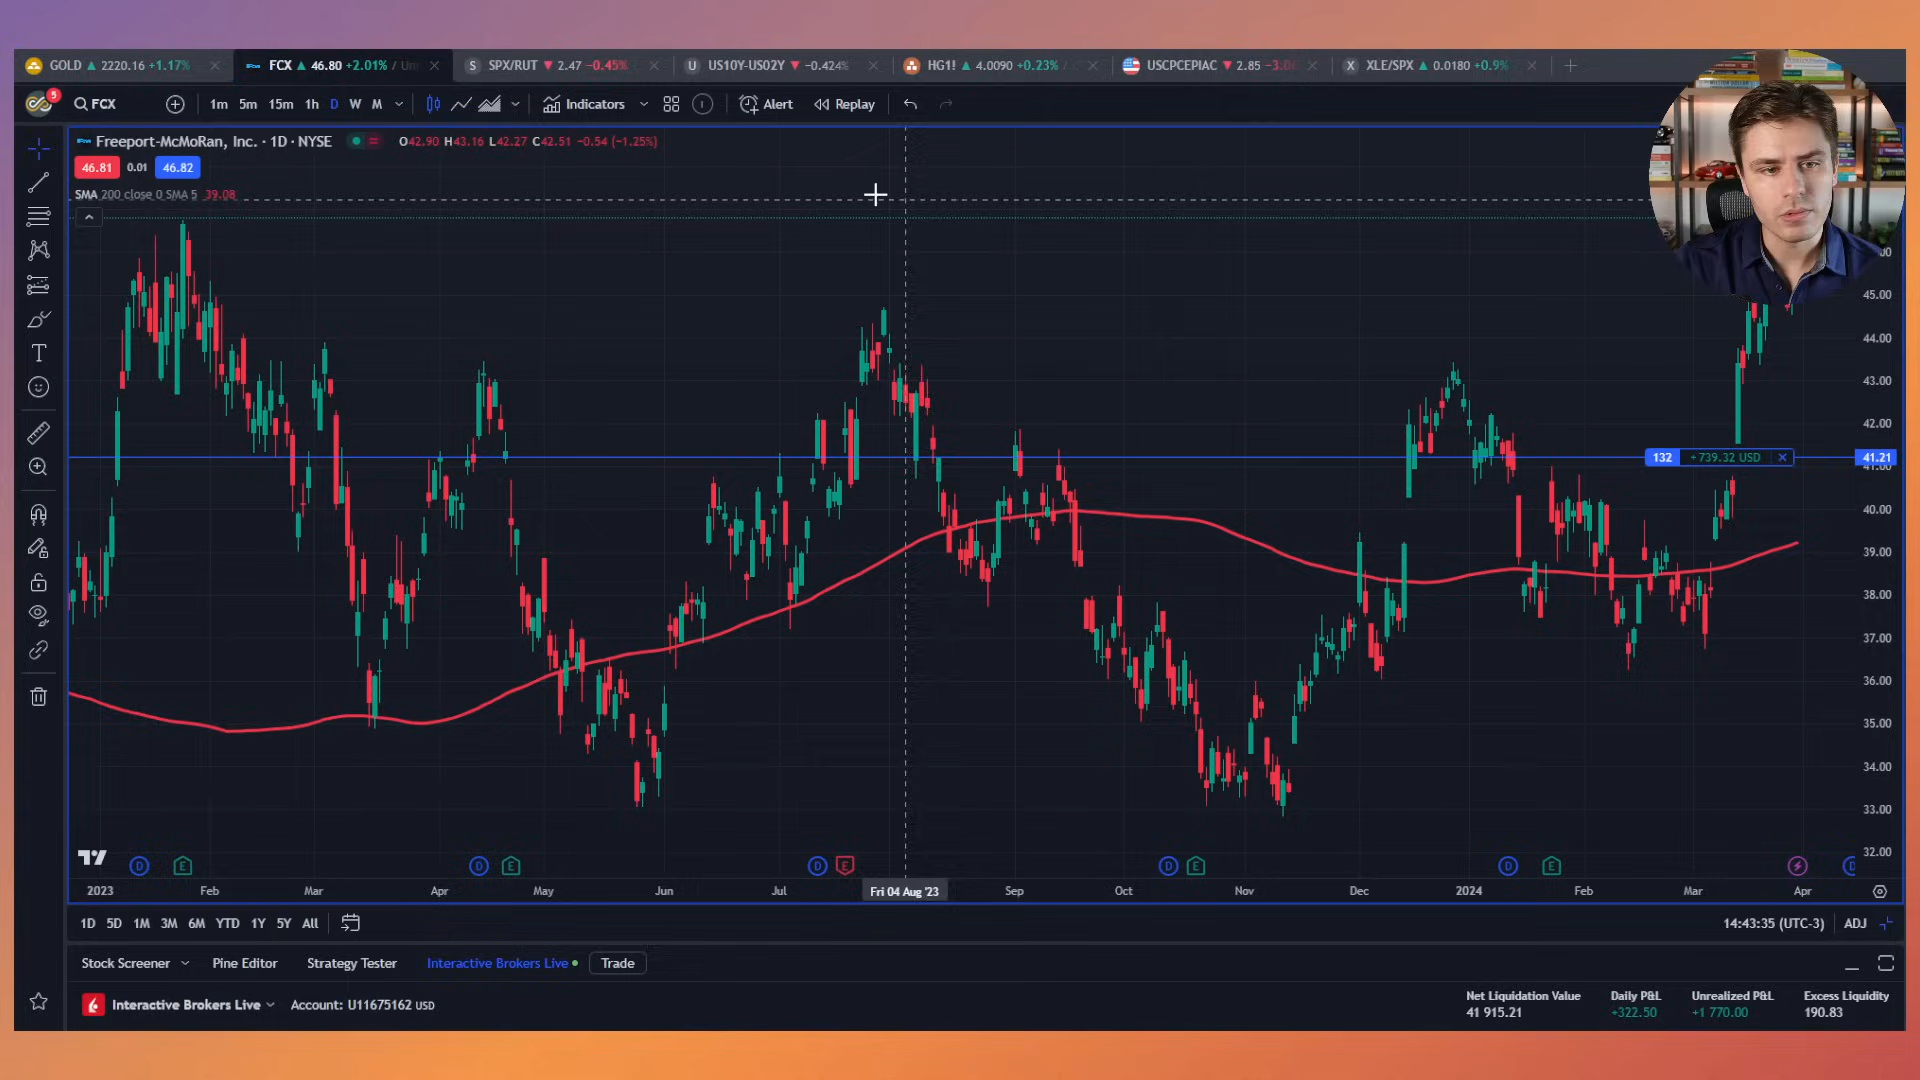 GOLD 2220.16 +1.17%
FCX 46.80 +2.01% / Un
S SPX/RUT 2.47 -0.45%
U US10Y-US02Y -0.424%
HG1! 4.0090 +0.23% /
USCPCEPIAC 2.85
X XLE/SPX 0.0180 +0.9%
5
FCX 1m 5m 15m 1h D W M Indicators Alert Replay
Freeport-McMoRan, Inc. · 1D · NYSE O42.90 H43.16 L42.27 C42.51 -0.54 (-1.25%)
46.81 0.01 46.82
SMA 200 close 0 SMA 5 39.08
45.00
44.00
43.00
42.00
132 +739.32 USD 41.21
41.00
40.00
39.00
38.00
37.00
36.00
35.00
34.00
33.00
32.00
D E D E D E D E D E D
2023 Feb Mar Apr May Jun Jul Fri 04 Aug '23 Sep Oct Nov Dec 2024 Feb Mar Apr
1D 5D 1M 3M 6M YTD 1Y 5Y All 14:43:35 (UTC-3) ADJ
Stock Screener Pine Editor Strategy Tester Interactive Brokers Live Trade
Interactive Brokers Live Account: U11675162 USD
Net Liquidation Value Daily P&L Unrealized P&L Excess Liquidity
41 915.21 +322.50 +1 770.00 190.83